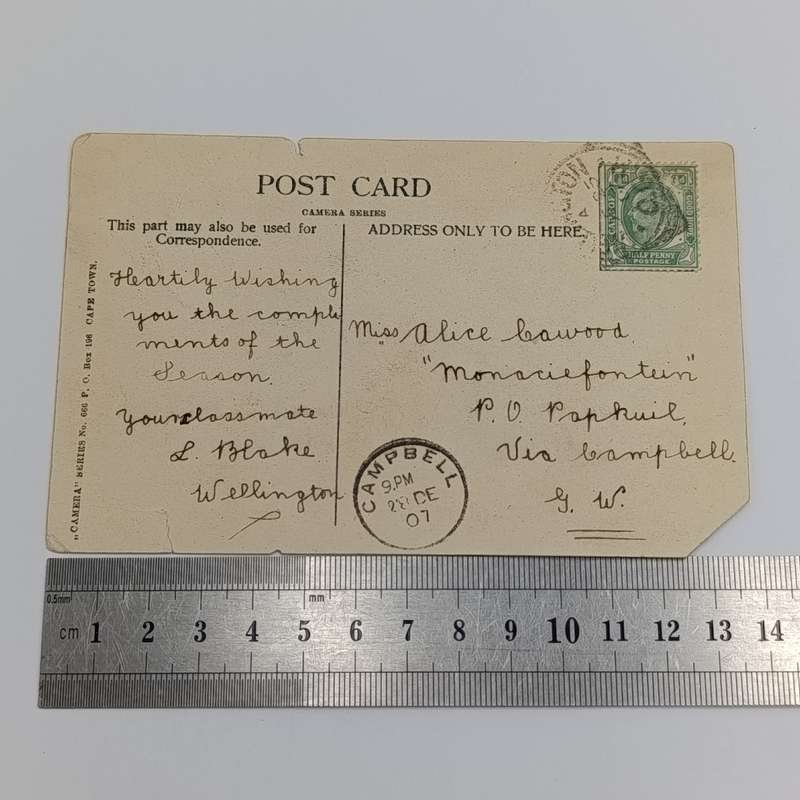 POST CARD
CAMERA SERIES
This part may also be used for
Correspondence.
ADDRESS ONLY TO BE HERE.
"CAMERA" SERIES No. 666 P. O. Box 196 CAPE TOWN.
Heartily Wishing
you the compli
ments of the
Season.
Your classmate
L. Blake
Wellington
Miss Alice Cawood
"Monaciefontein"
P. O. Papkuil,
Via Campbell.
G. W.
CAMPBELL
9.PM
28 DE
07
HALF PENNY
POSTAGE
0.5mm
mm
cm 1 2 3 4 5 6 7 8 9 10 11 12 13 14